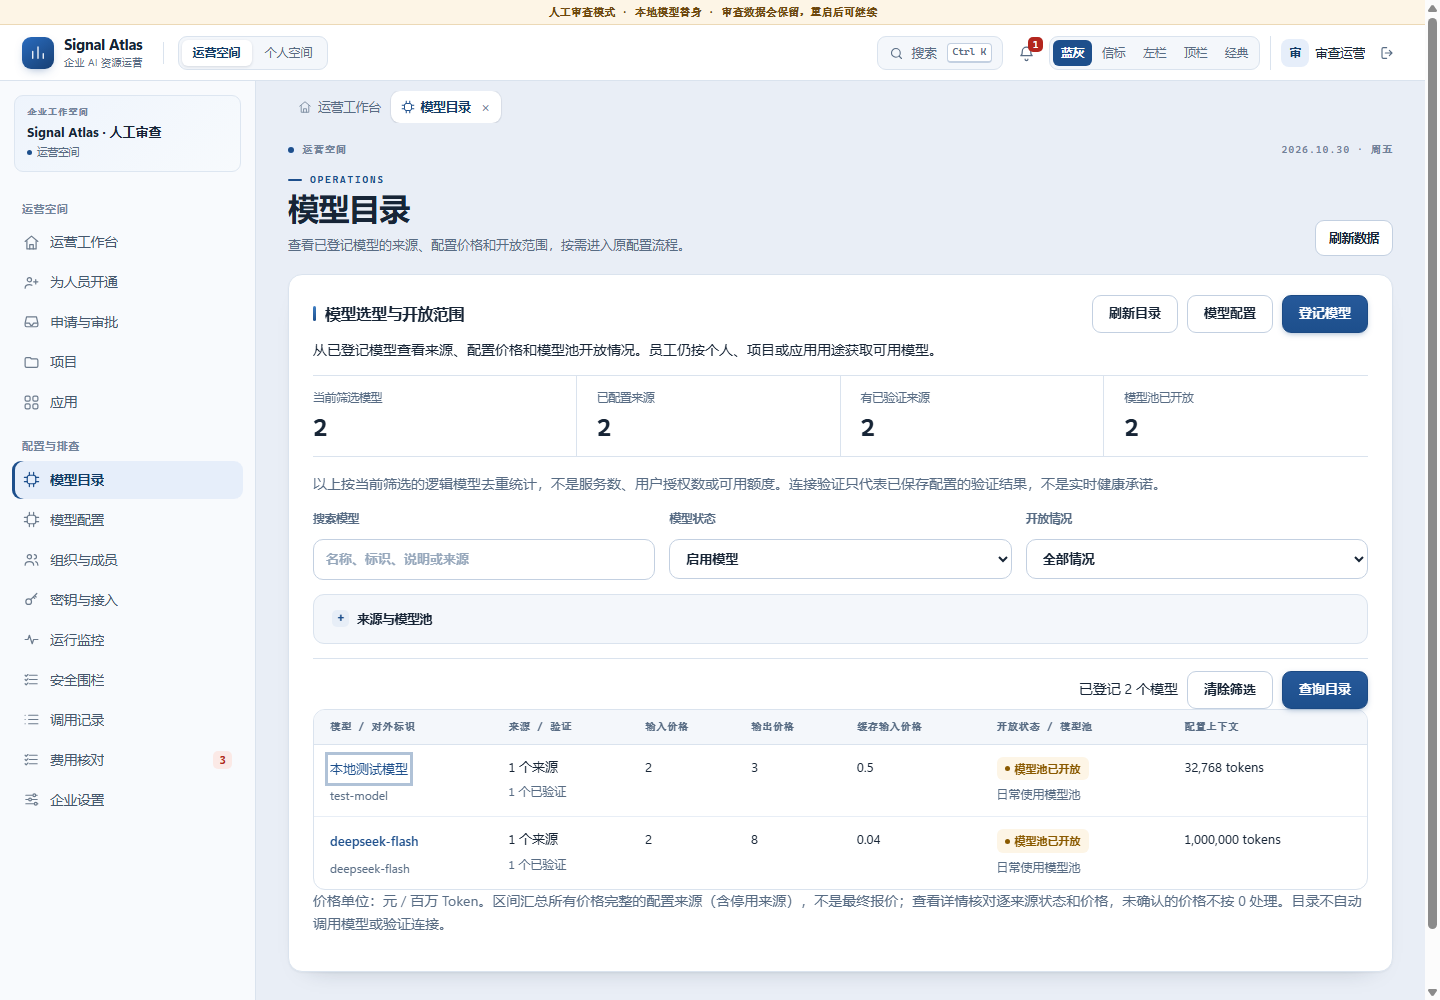 人工审查模式 · 本地模型替身 · 审查数据会保留，重启后可继续
Signal Atlas
企业 AI 资源运营
运营空间
个人空间
搜索
Ctrl K
1
蓝灰
信标
左栏
顶栏
经典
审
审查运营
企业工作空间
Signal Atlas · 人工审查
运营空间
运营空间
运营工作台
为人员开通
申请与审批
项目
应用
配置与排查
模型目录
模型配置
组织与成员
密钥与接入
运行监控
安全围栏
调用记录
费用核对
3
企业设置
运营工作台
模型目录
×
运营空间
2026.10.30 · 周五
OPERATIONS
模型目录
查看已登记模型的来源、配置价格和开放范围，按需进入原配置流程。
刷新数据
模型选型与开放范围
刷新目录
模型配置
登记模型
从已登记模型查看来源、配置价格和模型池开放情况。员工仍按个人、项目或应用用途获取可用模型。
当前筛选模型
2
已配置来源
2
有已验证来源
2
模型池已开放
2
以上按当前筛选的逻辑模型去重统计，不是服务数、用户授权数或可用额度。连接验证只代表已保存配置的验证结果，不是实时健康承诺。
搜索模型
模型状态
开放情况
名称、标识、说明或来源
启用模型
全部情况
+ 来源与模型池
已登记 2 个模型
清除筛选
查询目录
模型 / 对外标识
来源 / 验证
输入价格
输出价格
缓存输入价格
开放状态 / 模型池
配置上下文
本地测试模型
test-model
1 个来源
1 个已验证
2
3
0.5
模型池已开放
日常使用模型池
32,768 tokens
deepseek-flash
deepseek-flash
1 个来源
1 个已验证
2
8
0.04
模型池已开放
日常使用模型池
1,000,000 tokens
价格单位：元 / 百万 Token。区间汇总所有价格完整的配置来源（含停用来源），不是最终报价；查看详情核对逐来源状态和价格，未确认的价格不按 0 处理。目录不自动
调用模型或验证连接。